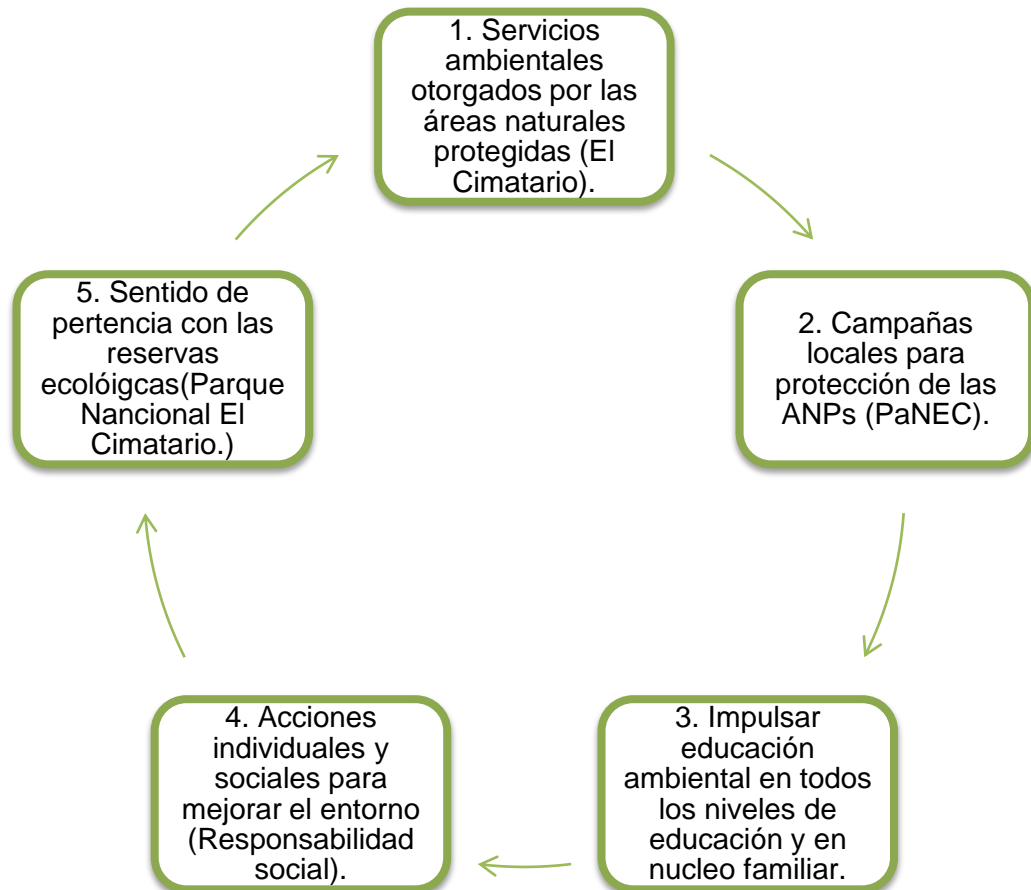 1. Servicios
ambientales
otorgados por las
áreas naturales
protegidas (El
Cimatario).
2. Campañas
locales para
protección de las
ANPs (PaNEC).
3. Impulsar
educación
ambiental en todos
los niveles de
educación y en
nucleo familiar.
4. Acciones
individuales y
sociales para
mejorar el entorno
(Responsabilidad
social).
5. Sentido de
pertencia con las
reservas
ecolóigcas(Parque
Nancional El
Cimatario.)